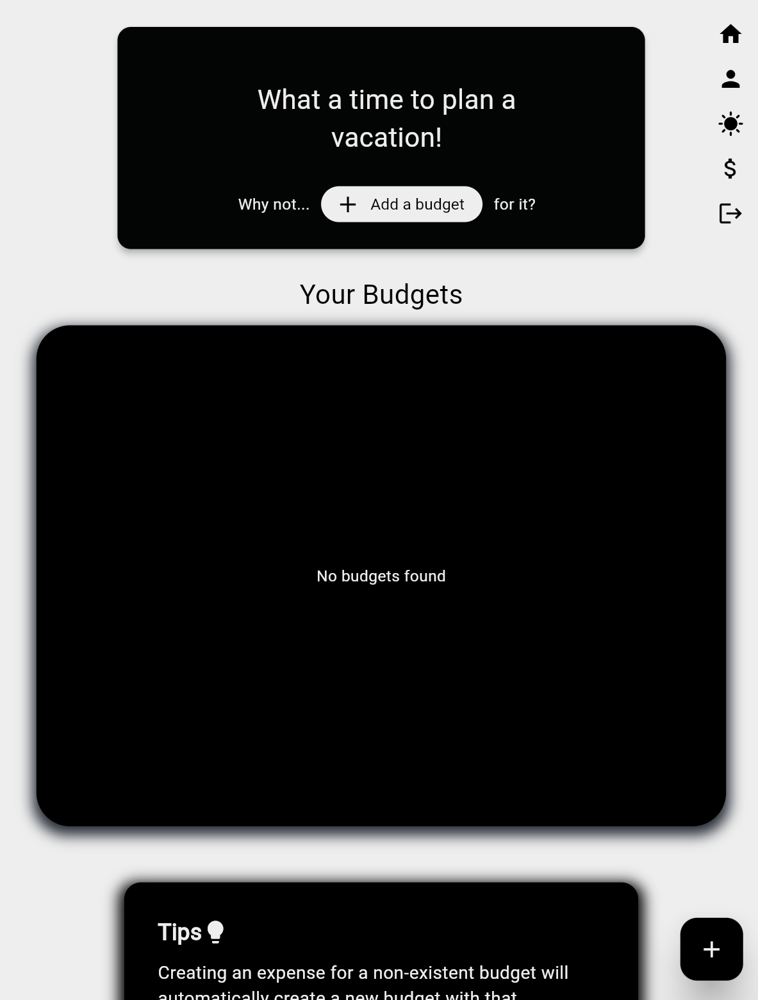 What a time to plan a
vacation!
Why not... Add a budget for it?
Your Budgets
No budgets found
Tips
Creating an expense for a non-existent budget will
automatically create a new budget with that